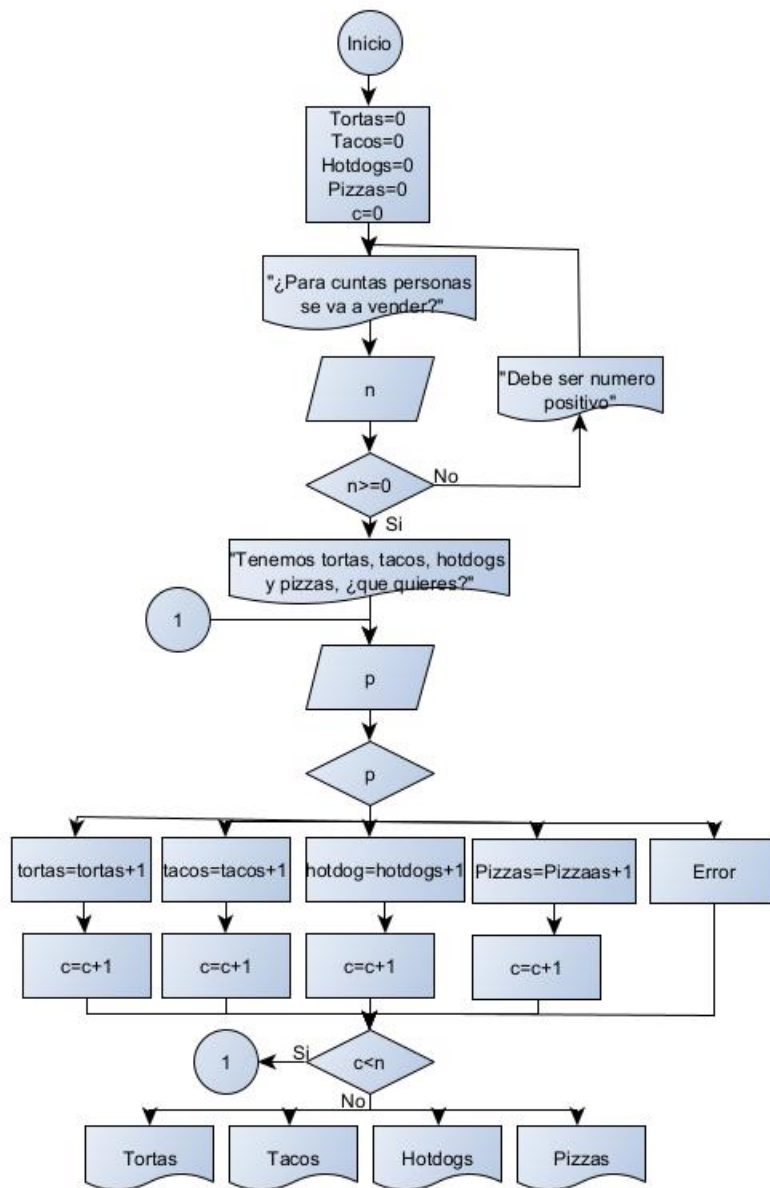 Inicio
Tortas=0
Tacos=0
Hotdogs=0
Pizzas=0
c=0
"¿Para cuntas personas
se va a vender?"
n
"Debe ser numero
positivo"
n>=0
No
Si
"Tenemos tortas, tacos, hotdogs
y pizzas, ¿que quieres?"
1
p
p
tortas=tortas+1
tacos=tacos+1
hotdog=hotdogs+1
Pizzas=Pizzaas+1
Error
c=c+1
c=c+1
c=c+1
c=c+1
1
Si
c<n
No
Tortas
Tacos
Hotdogs
Pizzas